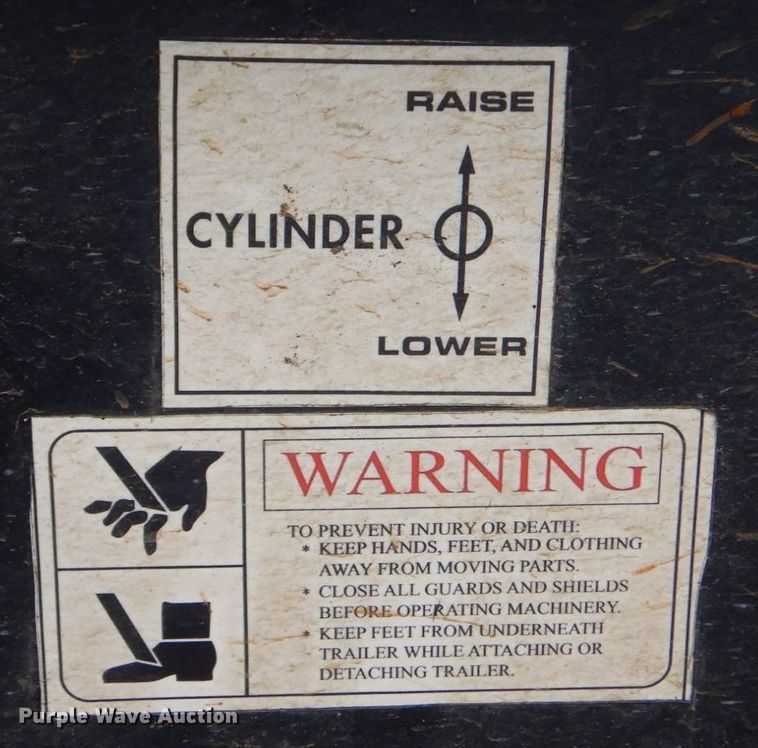 RAISE
CYLINDER
LOWER
WARNING
TO PREVENT INJURY OR DEATH:
* KEEP HANDS, FEET, AND CLOTHING
AWAY FROM MOVING PARTS.
* CLOSE ALL GUARDS AND SHIELDS
BEFORE OPERATING MACHINERY.
* KEEP FEET FROM UNDERNEATH
TRAILER WHILE ATTACHING OR
DETACHING TRAILER.
Purple Wave Auction